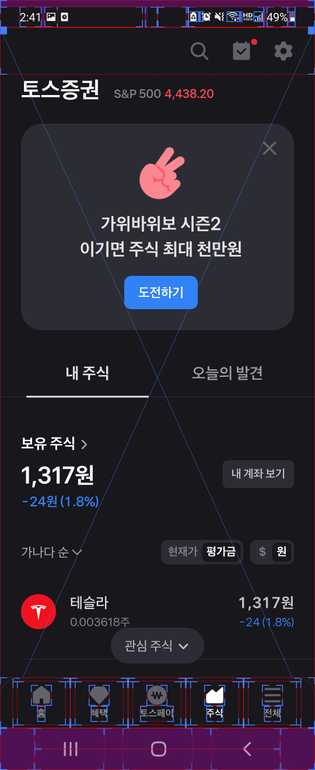 2:41 49%
토스증권 S&P 500 4,438.20
가위바위보 시즌2
이기면 주식 최대 천만원
도전하기
내 주식 오늘의 발견
보유 주식
1,317원 내 계좌 보기
-24원 (1.8%)
가나다 순 현재가 평가금 $ 원
테슬라 1,317원
0.003618주 -24 (1.8%)
관심 주식
홈 혜택 토스페이 주식 전체